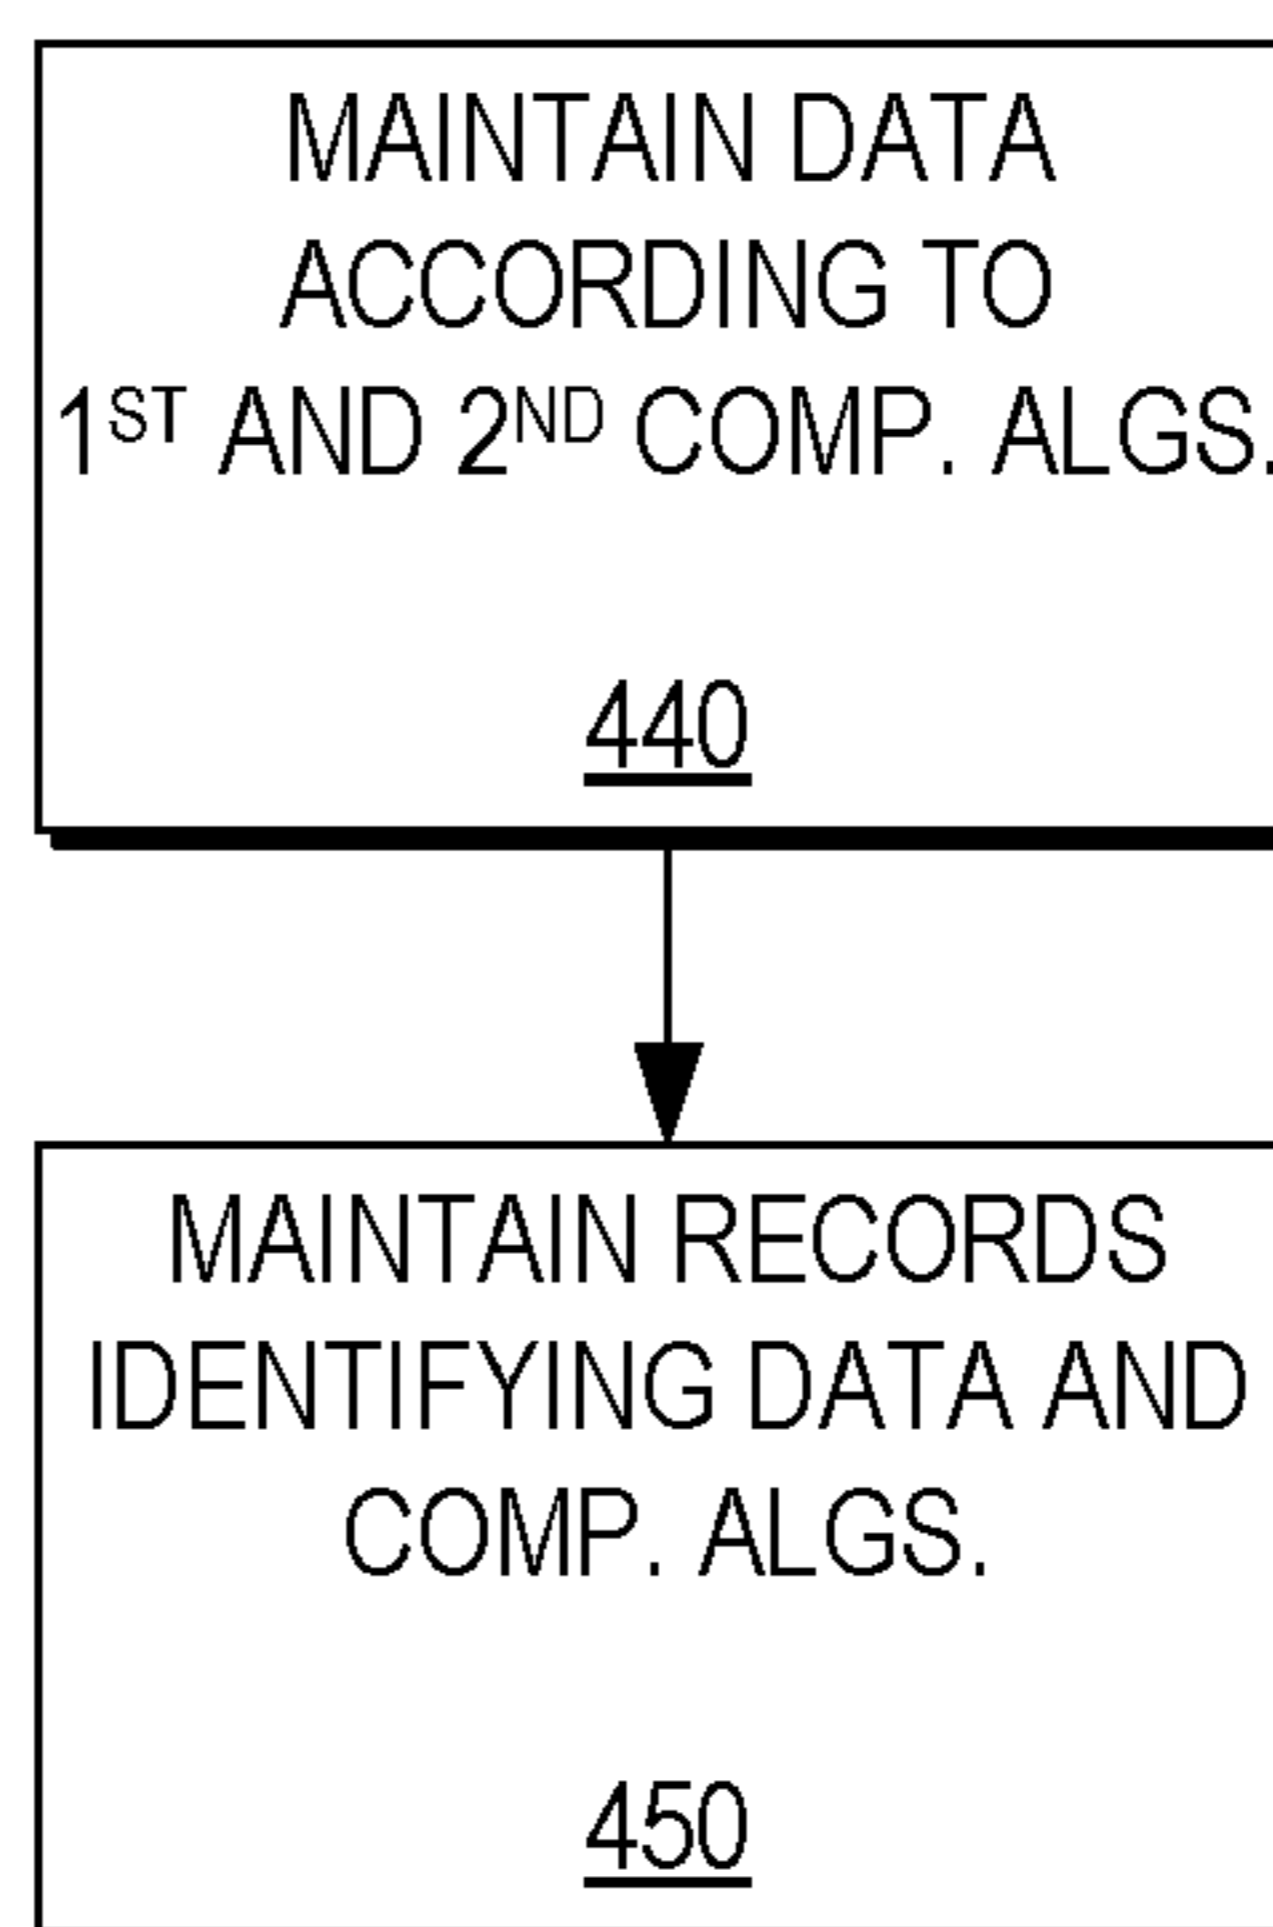 MAINTAIN DATA
ACCORDING TO
1ST AND 2ND COMP. ALGS.
440
MAINTAIN RECORDS
IDENTIFYING DATA AND
COMP. ALGS.
450